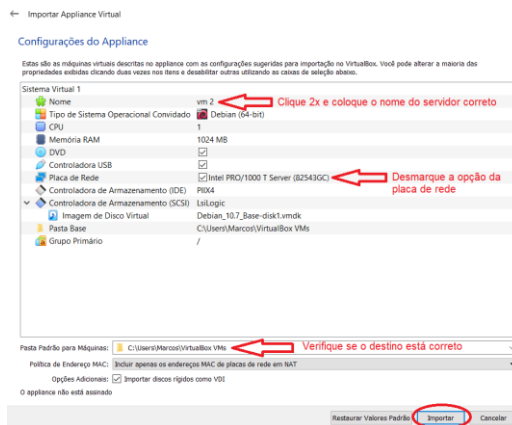 ← Importar Appliance Virtual
Configurações do Appliance
Estas são as máquinas virtuais descritas no appliance com as configurações sugeridas para importação no VirtualBox. Você pode alterar a maioria das
propriedades exibidas clicando duas vezes nos itens e desabilitar outras utilizando as caixas de seleção abaixo.
Sistema Virtual 1
Nome vm 2 Clique 2x e coloque o nome do servidor correto
Tipo de Sistema Operacional Convidado Debian (64-bit)
CPU 1
Memória RAM 1024 MB
DVD
Controladora USB
Placa de Rede Intel PRO/1000 T Server (82543GC) Desmarque a opção da
placa de rede
Controladora de Armazenamento (IDE) PIIX4
Controladora de Armazenamento (SCSI) LsiLogic
Imagem de Disco Virtual Debian_10.7_Base-disk1.vmdk
Pasta Base C:\Users\Marcos\VirtualBox VMs
Grupo Primário /
Pasta Padrão para Máquinas: C:\Users\Marcos\VirtualBox VMs Verifique se o destino está correto
Política de Endereço MAC: Incluir apenas os endereços MAC de placas de rede em NAT
Opções Adicionais: Importar discos rígidos como VDI
O appliance não está assinado
Restaurar Valores Padrão Importar Cancelar